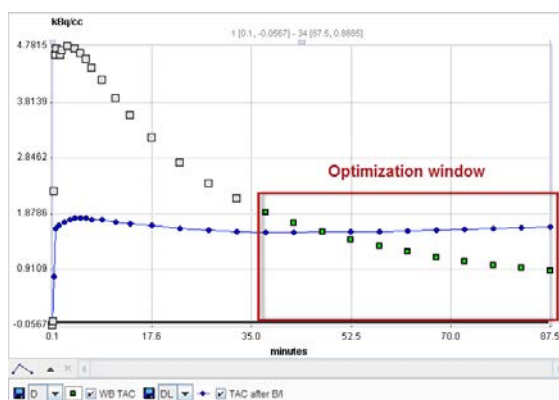 kBq/cc
1 [0.1, -0.0567] - 34 [87.5, 0.8885]
4.7815
3.8139
2.8462
Optimization window
1.8786
0.9109
-0.0567
0.1 17.6 35.0 52.5 70.0 87.5
minutes
D WB TAC DL TAC after B/I